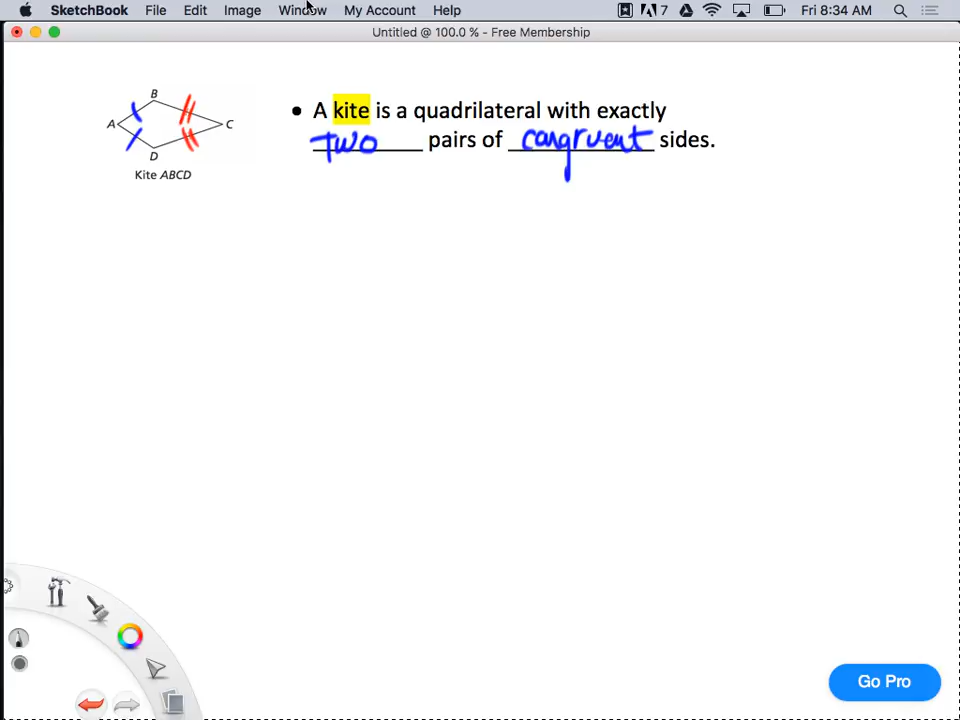 SketchBook File Edit Image Window My Account Help 7 Fri 8:34 AM
Untitled @ 100.0 % - Free Membership
B
A
C
D
Kite ABCD
• A kite is a quadrilateral with exactly
two pairs of congruent sides.
Go Pro